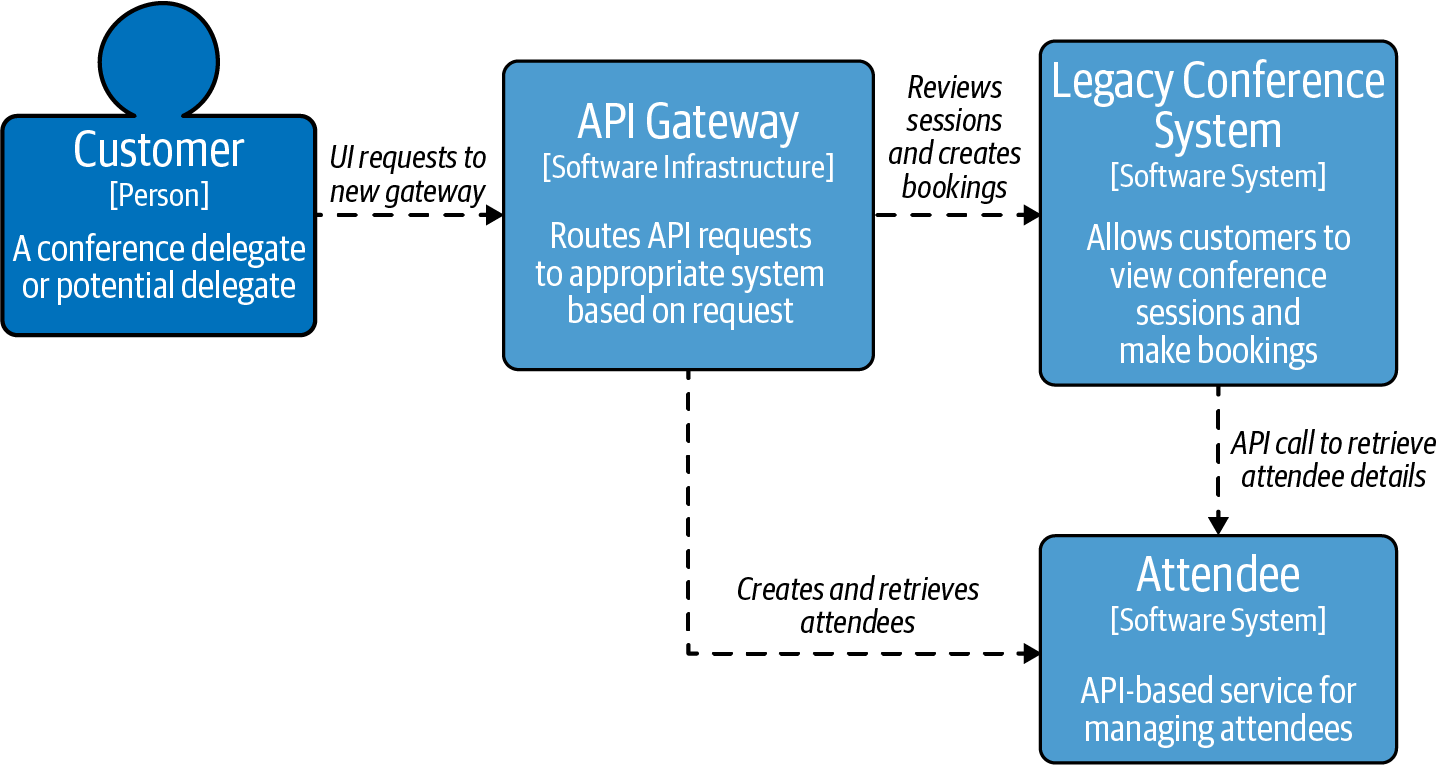 Customer
[Person]
A conference delegate
or potential delegate
UI requests to
new gateway
API Gateway
[Software Infrastructure]
Routes API requests
to appropriate system
based on request
Reviews
sessions
and creates
bookings
Legacy Conference
System
[Software System]
Allows customers to
view conference
sessions and
make bookings
API call to retrieve
attendee details
Creates and retrieves
attendees
Attendee
[Software System]
API-based service for
managing attendees